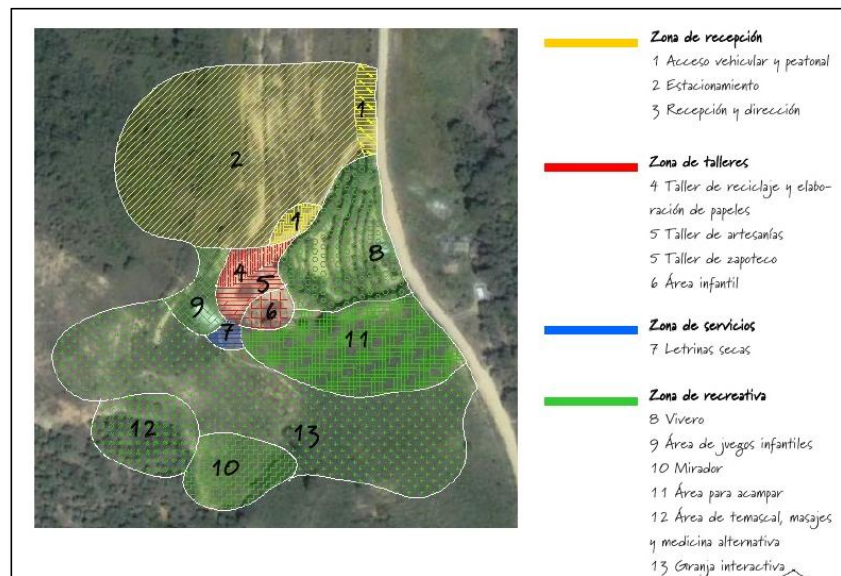 Zona de recepción
1 Acceso vehicular y peatonal
2 Estacionamiento
3 Recepción y dirección
Zona de talleres
4 Taller de reciclaje y elabo-
ración de papeles
5 Taller de artesanías
5 Taller de zapoteco
6 Área infantil
Zona de servicios
7 Letrinas secas
Zona de recreativa
8 Vivero
9 Área de juegos infantiles
10 Mirador
11 Área para acampar
12 Área de temascal, masajes
y medicina alternativa
13 Granja interactiva
1
2
1
8
4
5
6
9
7
11
12
13
10